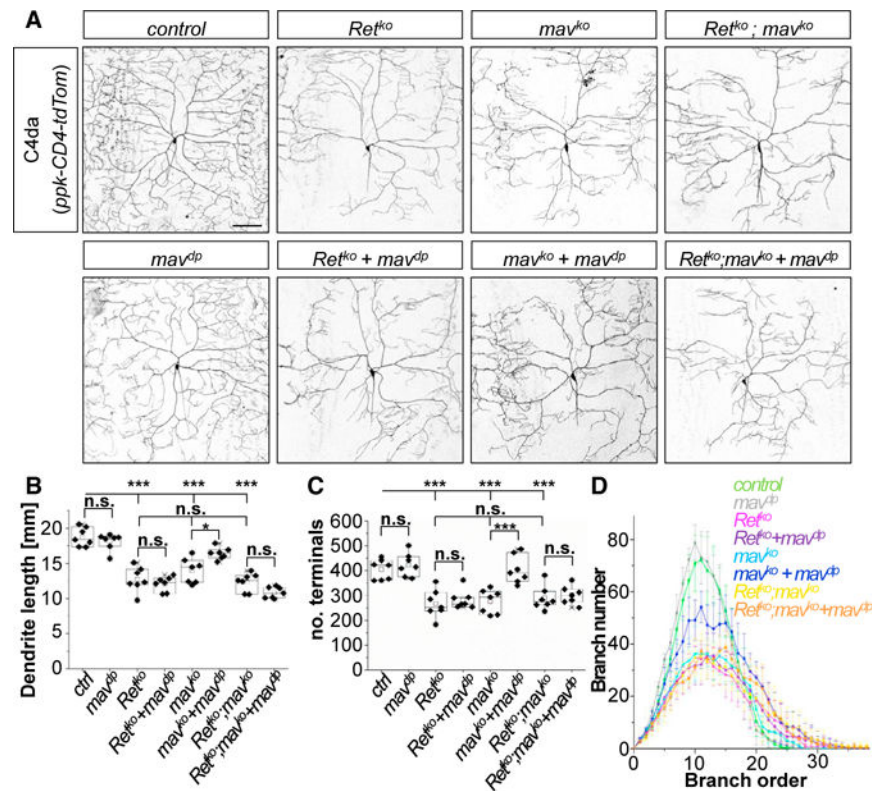 A
control
Ret^ko
mav^ko
Ret^ko ; mav^ko
C4da
(ppk-CD4-tdTom)
mav^dp
Ret^ko + mav^dp
mav^ko + mav^dp
Ret^ko;mav^ko + mav^dp
B
Dendrite length [mm]
20
15
10
5
0
n.s.
***
n.s.
n.s.
***
*
***
n.s.
ctrl
mav^dp
Ret^ko
Ret^ko+mav^dp
mav^ko
mav^ko+mav^dp
Ret^ko;mav^ko
Ret^ko;mav^ko+mav^dp
C
no. terminals
600
500
400
300
200
100
0
n.s.
***
n.s.
n.s.
***
***
***
n.s.
ctrl
mav^dp
Ret^ko
Ret^ko+mav^dp
mav^ko
mav^ko+mav^dp
Ret^ko;mav^ko
Ret^ko;mav^ko+mav^dp
D
control
mav^dp
Ret^ko
Ret^ko+mav^dp
mav^ko
mav^ko + mav^dp
Ret^ko;mav^ko
Ret^ko;mav^ko+mav^dp
Branch number
80
60
40
20
0
0
10
20
30
Branch order